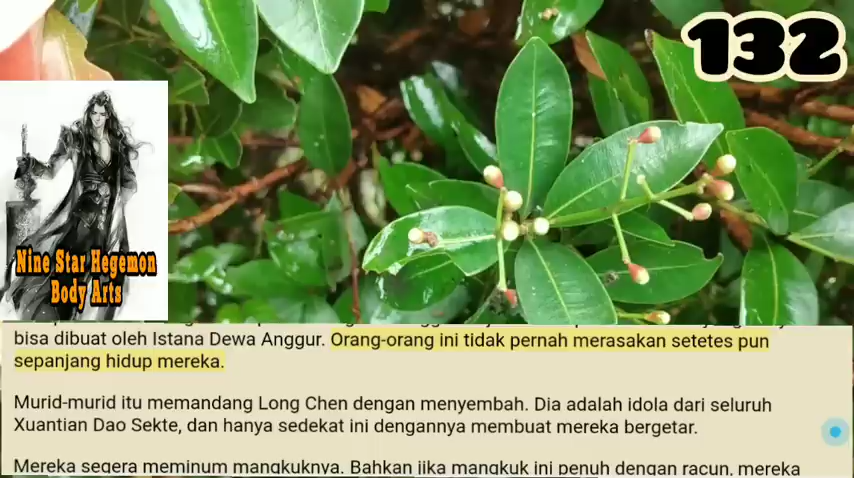 132
Nine Star Hegemon
Body Arts
bisa dibuat oleh Istana Dewa Anggur. Orang-orang ini tidak pernah merasakan setetes pun
sepanjang hidup mereka.
Murid-murid itu memandang Long Chen dengan menyembah. Dia adalah idola dari seluruh
Xuantian Dao Sekte, dan hanya sedekat ini dengannya membuat mereka bergetar.
Mereka segera meminum mangkuknya. Bahkan jika mangkuk ini penuh dengan racun, mereka